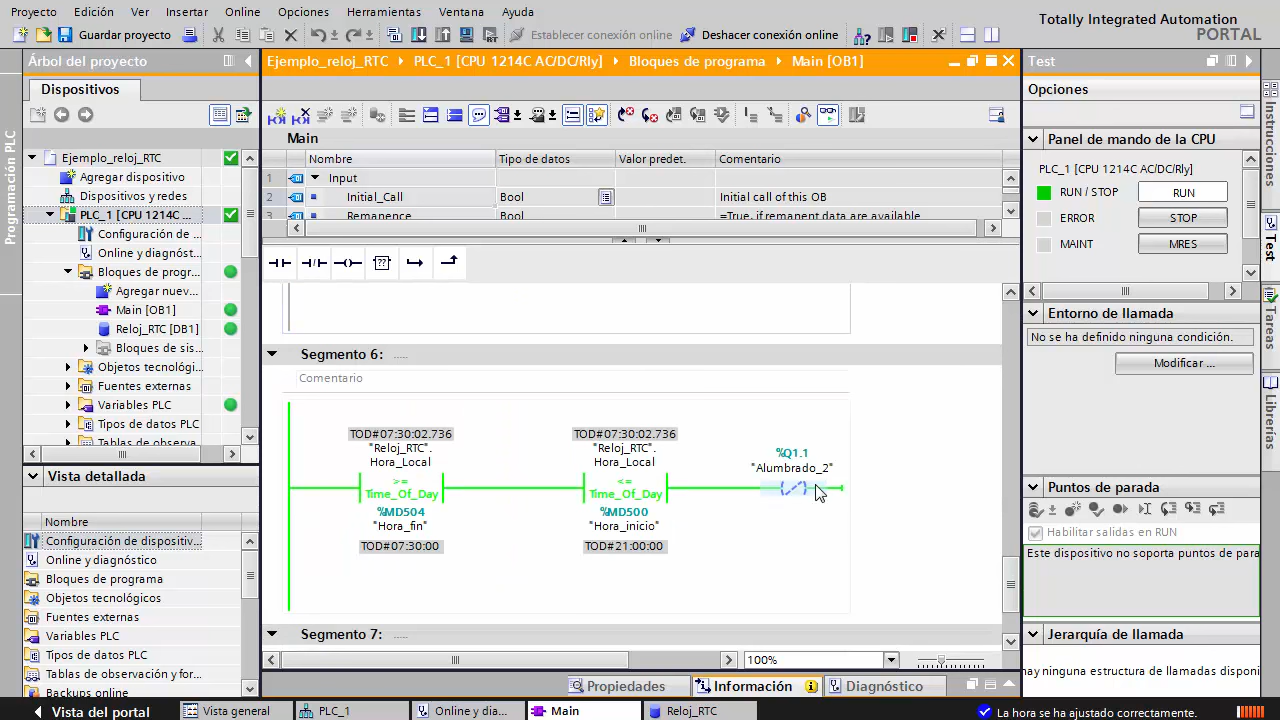 Proyecto Edición Ver Insertar Online Opciones Herramientas Ventana Ayuda
Totally Integrated Automation
PORTAL
Guardar proyecto Establecer conexión online Deshacer conexión online
Árbol del proyecto
Ejemplo_reloj_RTC PLC_1 [CPU 1214C AC/DC/Rly] Bloques de programa Main [OB1]
Test
Dispositivos
Opciones
Programación PLC
Main
Nombre Tipo de datos Valor predet. Comentario
1 Input
2 Initial_Call Bool Initial call of this OB
3 Remanence Bool =True, if remanent data are available
Ejemplo_reloj_RTC
Agregar dispositivo
Dispositivos y redes
PLC_1 [CPU 1214C ...
Configuración de ...
Online y diagnóst...
Bloques de progr...
Agregar nuev...
Main [OB1]
Reloj_RTC [DB1]
Bloques de sis...
Objetos tecnológi...
Fuentes externas
Variables PLC
Tipos de datos PLC
Tablas de observa...
Vista detallada
Nombre
Configuración de dispositiv...
Online y diagnóstico
Bloques de programa
Objetos tecnológicos
Fuentes externas
Variables PLC
Tipos de datos PLC
Tablas de observación y for...
Backups online
??
Segmento 6: .....
Comentario
TOD#07:30:02.736
"Reloj_RTC".
Hora_Local
>=
Time_Of_Day
%MD504
"Hora_fin"
TOD#07:30:00
TOD#07:30:02.736
"Reloj_RTC".
Hora_Local
<=
Time_Of_Day
%MD500
"Hora_inicio"
TOD#21:00:00
%Q1.1
"Alumbrado_2"
Segmento 7: .....
100%
Propiedades Información Diagnóstico
Panel de mando de la CPU
PLC_1 [CPU 1214C AC/DC/Rly]
RUN / STOP RUN
ERROR STOP
MAINT MRES
Entorno de llamada
No se ha definido ninguna condición.
Modificar ...
Puntos de parada
Habilitar salidas en RUN
Este dispositivo no soporta puntos de para
Jerarquía de llamada
hay ninguna estructura de llamadas disponi
Instrucciones
Test
Tareas
Librerías
Vista del portal Vista general PLC_1 Online y dia... Main Reloj_RTC La hora se ha ajustado correctamente.